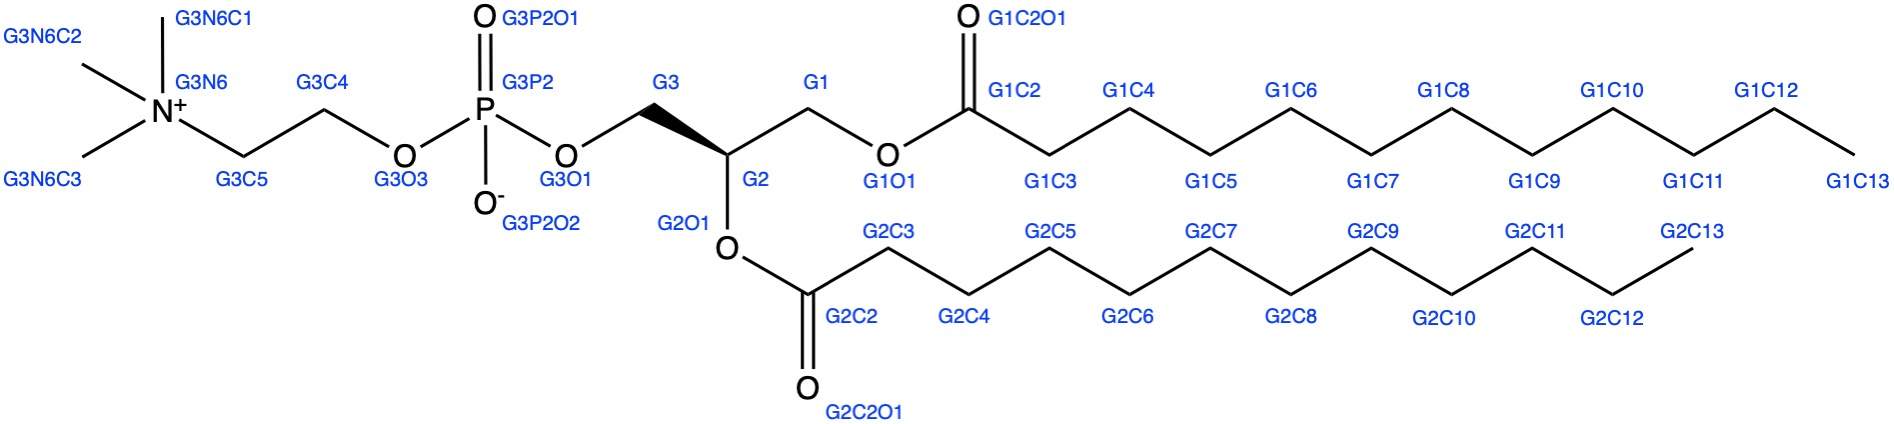 G3N6C1
G3P2O1
G1C2O1
O
O
G3N6C2
G3N6
G3C4
G3P2
G3
G1
G1C2
G1C4
G1C6
G1C8
G1C10
G1C12
N+
P
O
O
O
G3N6C3
G3C5
G3O3
G3O1
G2
G1O1
G1C3
G1C5
G1C7
G1C9
G1C11
G1C13
O-
G3P2O2
G2O1
G2C3
G2C5
G2C7
G2C9
G2C11
G2C13
O
G2C2
G2C4
G2C6
G2C8
G2C10
G2C12
O
G2C2O1